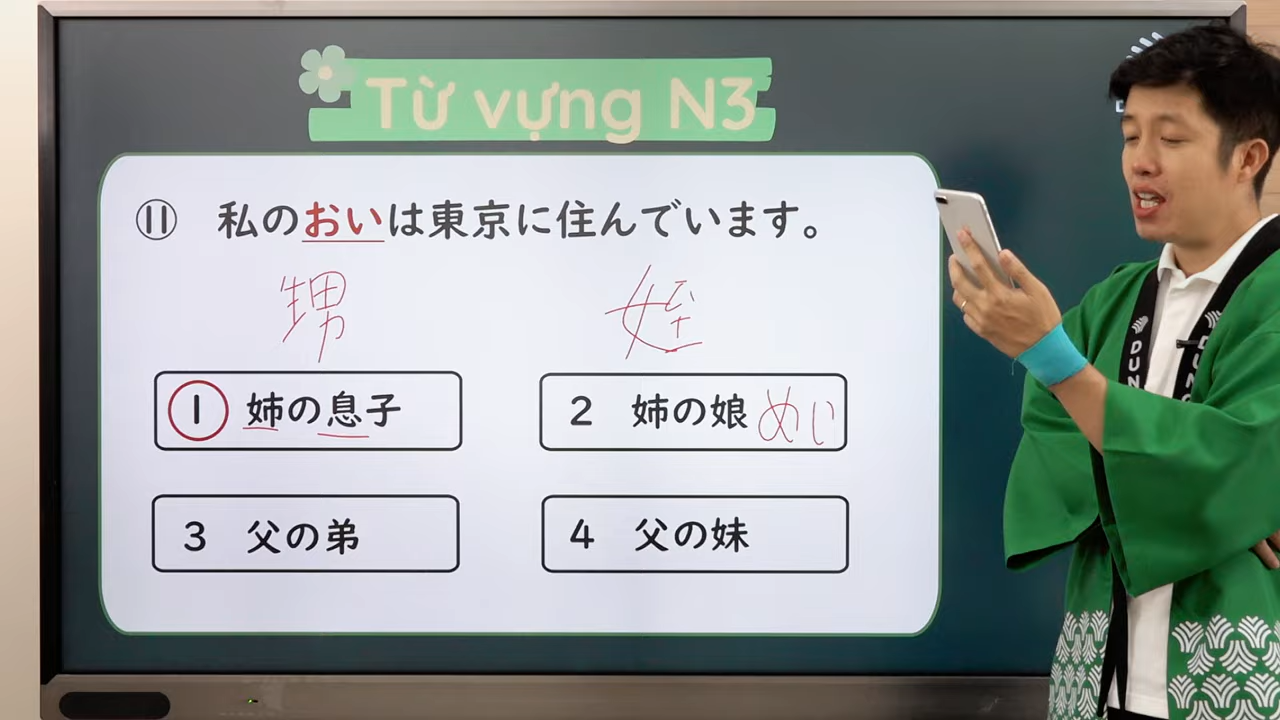 Từ vựng N3
⑪ 私のおいは東京に住んでいます。
甥 姪
① 姉の息子
2 姉の娘 めい
3 父の弟
4 父の妹
DUN
DUN